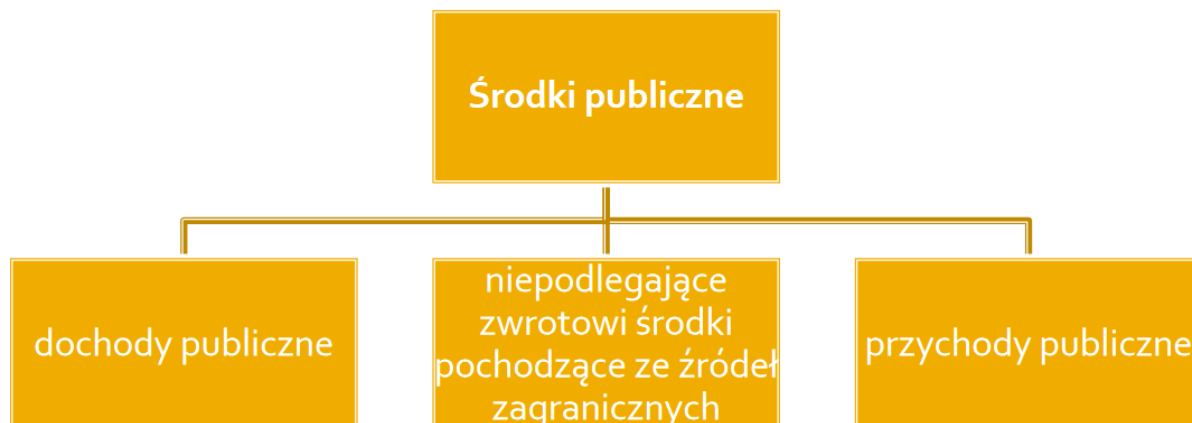 Środki publiczne
dochody publiczne
niepodlegające
zwrotowi środki
pochodzące ze źródeł
zagranicznych
przychody publiczne